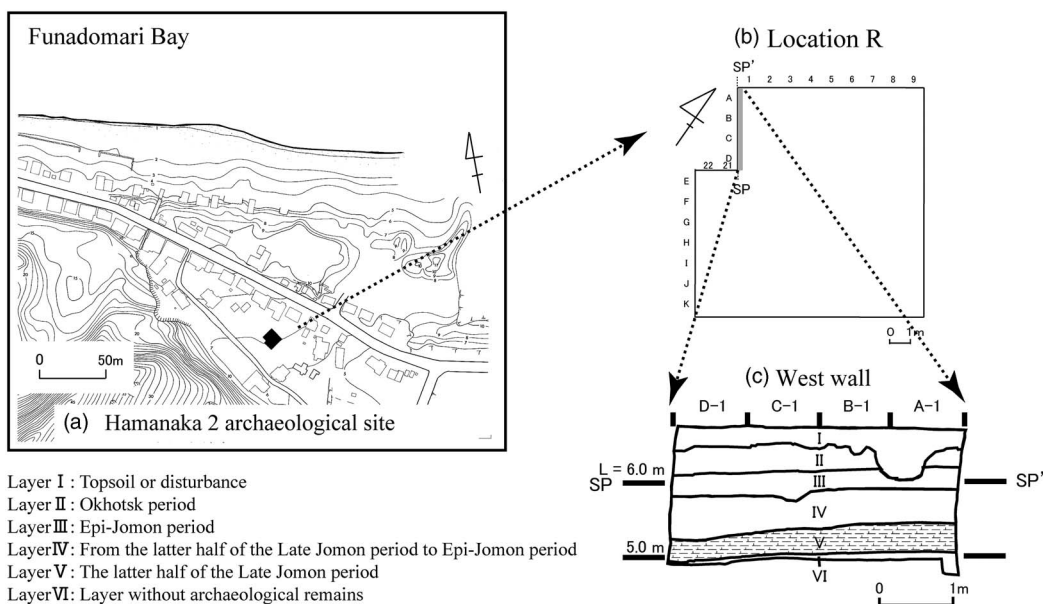 Funadomari Bay
0 50m
(a) Hamanaka 2 archaeological site
(b) Location R
SP'
1 2 3 4 5 6 7 8 9
A
B
C
D
22 21
SP
E
F
G
H
I
J
K
0 1m
(c) West wall
D-1 C-1 B-1 A-1
I
II
L = 6.0 m
SP
III
SP'
IV
V
5.0 m
VI
0 1m
Layer Ⅰ: Topsoil or disturbance
Layer Ⅱ: Okhotsk period
Layer Ⅲ: Epi-Jomon period
Layer Ⅳ: From the latter half of the Late Jomon period to Epi-Jomon period
Layer Ⅴ: The latter half of the Late Jomon period
Layer Ⅵ: Layer without archaeological remains